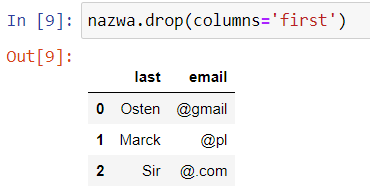 In [9]: nazwa.drop(columns='first')
Out[9]:
last email
0 Osten @gmail
1 Marck @pl
2 Sir @.com